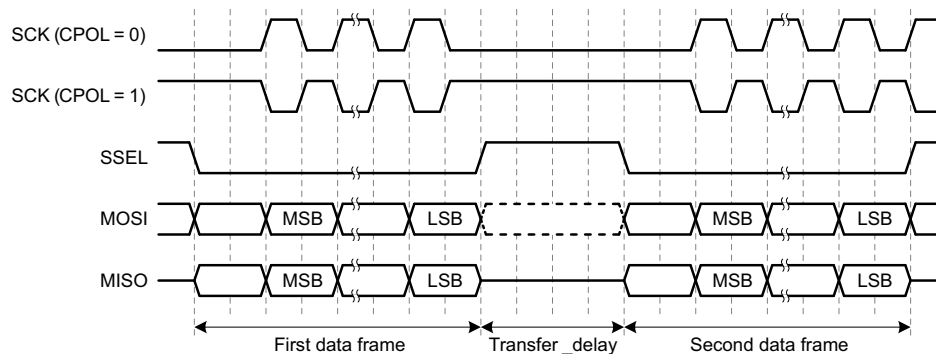 SCK (CPOL = 0)
SCK (CPOL = 1)
SSEL
MOSI MSB LSB MSB LSB
MISO MSB LSB MSB LSB
First data frame Transfer _delay Second data frame